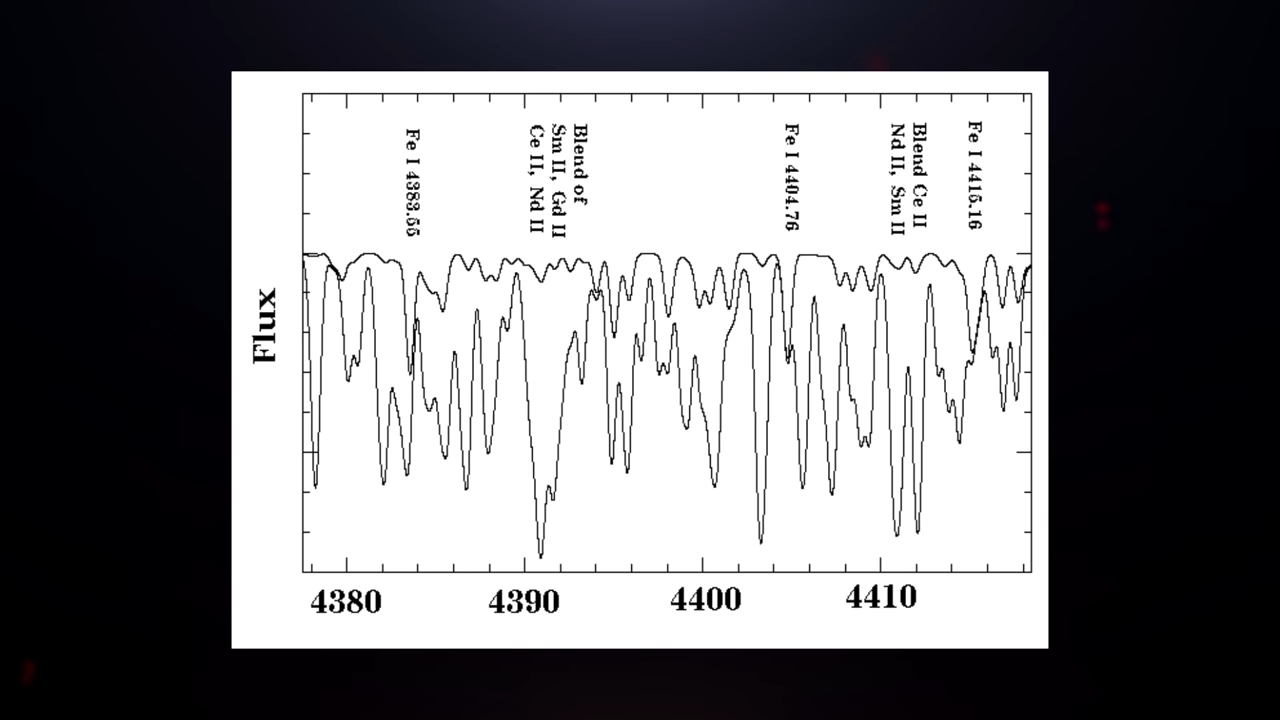 Fe I 4383.55
Blend of
Sm II, Gd II
Ce II, Nd II
Fe I 4404.76
Blend Ce II
Nd II, Sm II
Fe I 4415.16
Flux
4380
4390
4400
4410